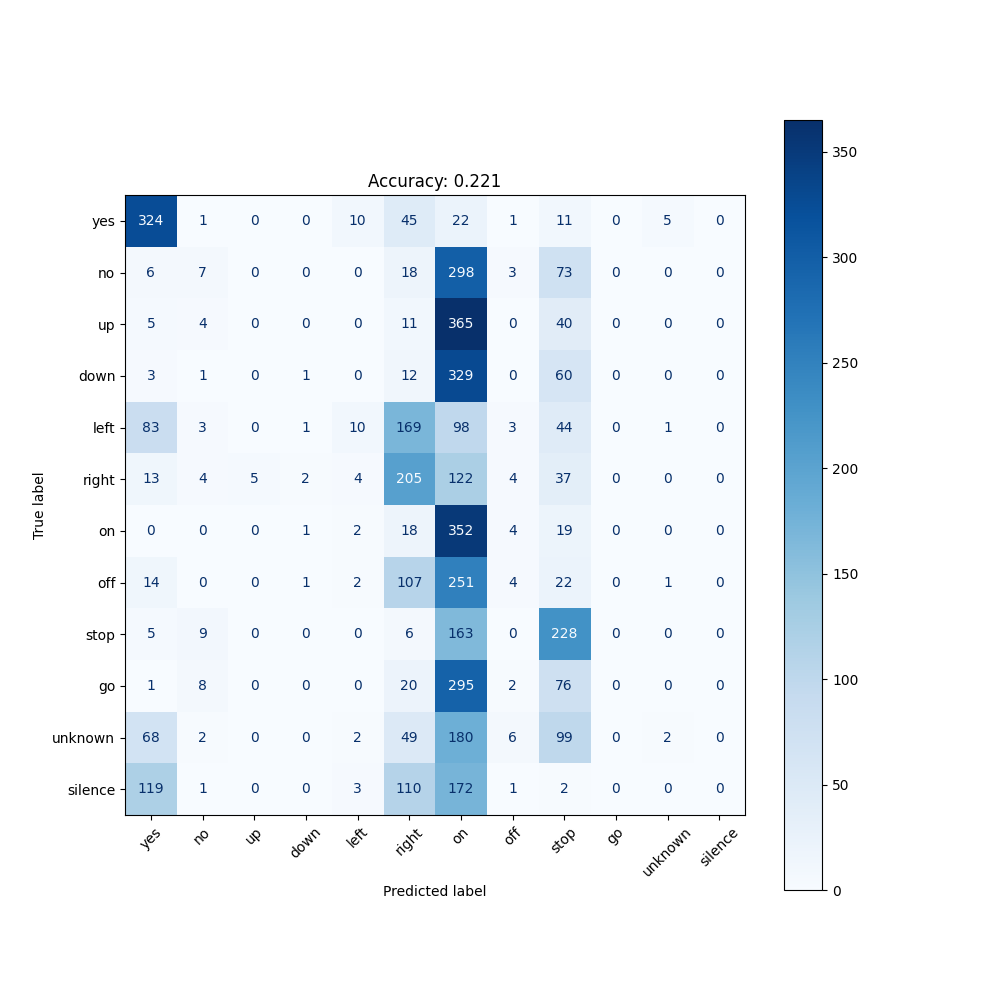 Accuracy: 0.221
yes 324 1 0 0 10 45 22 1 11 0 5 0
no 6 7 0 0 0 18 298 3 73 0 0 0
up 5 4 0 0 0 11 365 0 40 0 0 0
down 3 1 0 1 0 12 329 0 60 0 0 0
left 83 3 0 1 10 169 98 3 44 0 1 0
right 13 4 5 2 4 205 122 4 37 0 0 0
on 0 0 0 1 2 18 352 4 19 0 0 0
off 14 0 0 1 2 107 251 4 22 0 1 0
stop 5 9 0 0 0 6 163 0 228 0 0 0
go 1 8 0 0 0 20 295 2 76 0 0 0
unknown 68 2 0 0 2 49 180 6 99 0 2 0
silence 119 1 0 0 3 110 172 1 2 0 0 0
yes no up down left right on off stop go unknown silence
Predicted label
True label
350
300
250
200
150
100
50
0